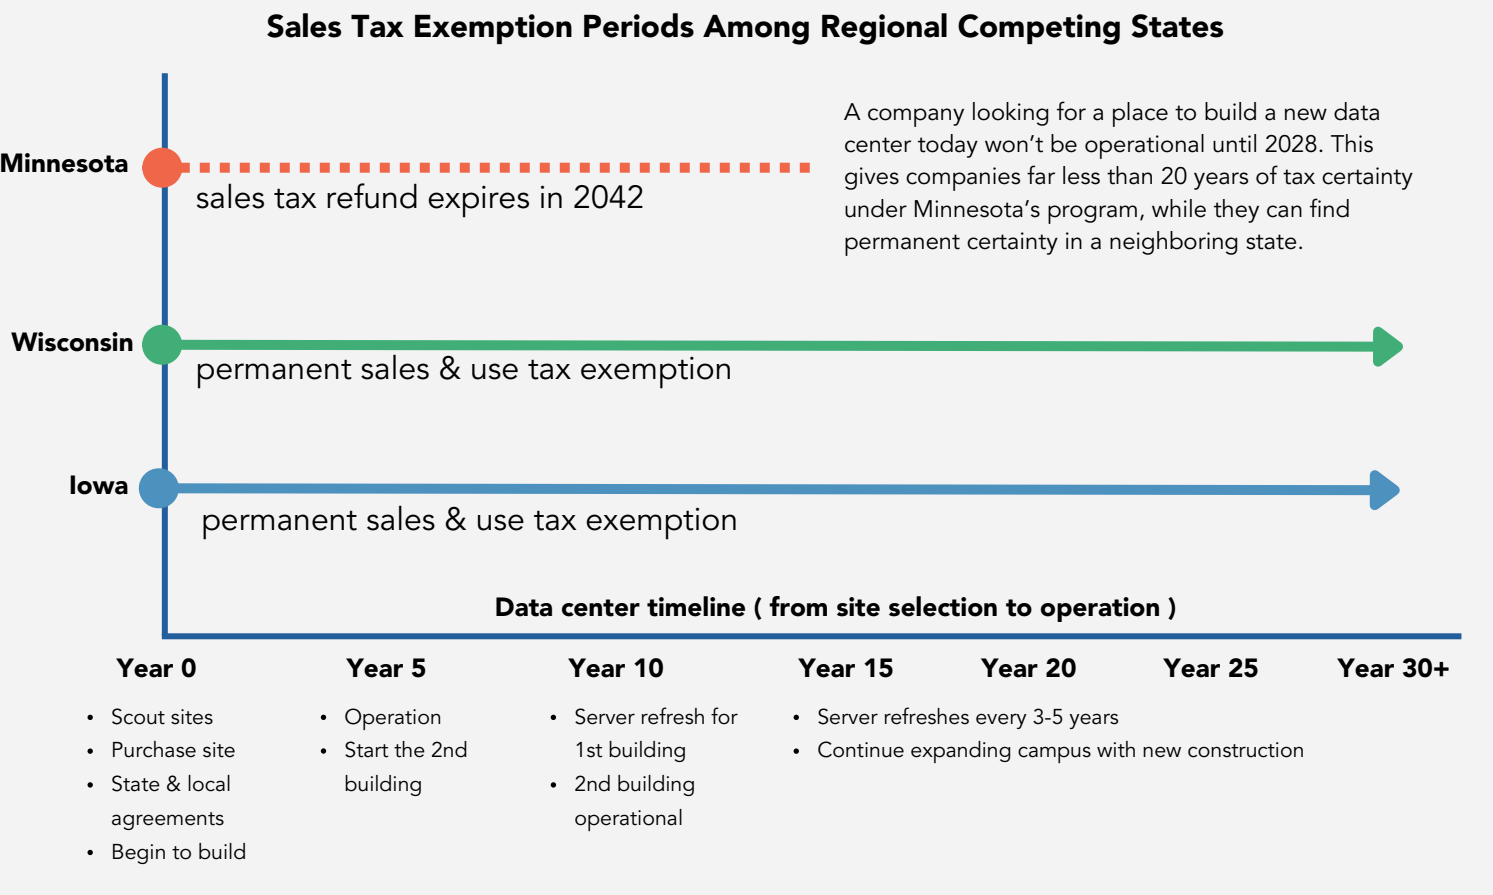 Sales Tax Exemption Periods Among Regional Competing States
A company looking for a place to build a new data
center today won't be operational until 2028. This
gives companies far less than 20 years of tax certainty
under Minnesota's program, while they can find
permanent certainty in a neighboring state.
Minnesota
sales tax refund expires in 2042
Wisconsin
permanent sales & use tax exemption
Iowa
permanent sales & use tax exemption
Data center timeline ( from site selection to operation )
Year 0
• Scout sites
• Purchase site
• State & local
agreements
• Begin to build
Year 5
• Operation
• Start the 2nd
building
Year 10
• Server refresh for
1st building
• 2nd building
operational
Year 15
Year 20
Year 25
Year 30+
• Server refreshes every 3-5 years
• Continue expanding campus with new construction